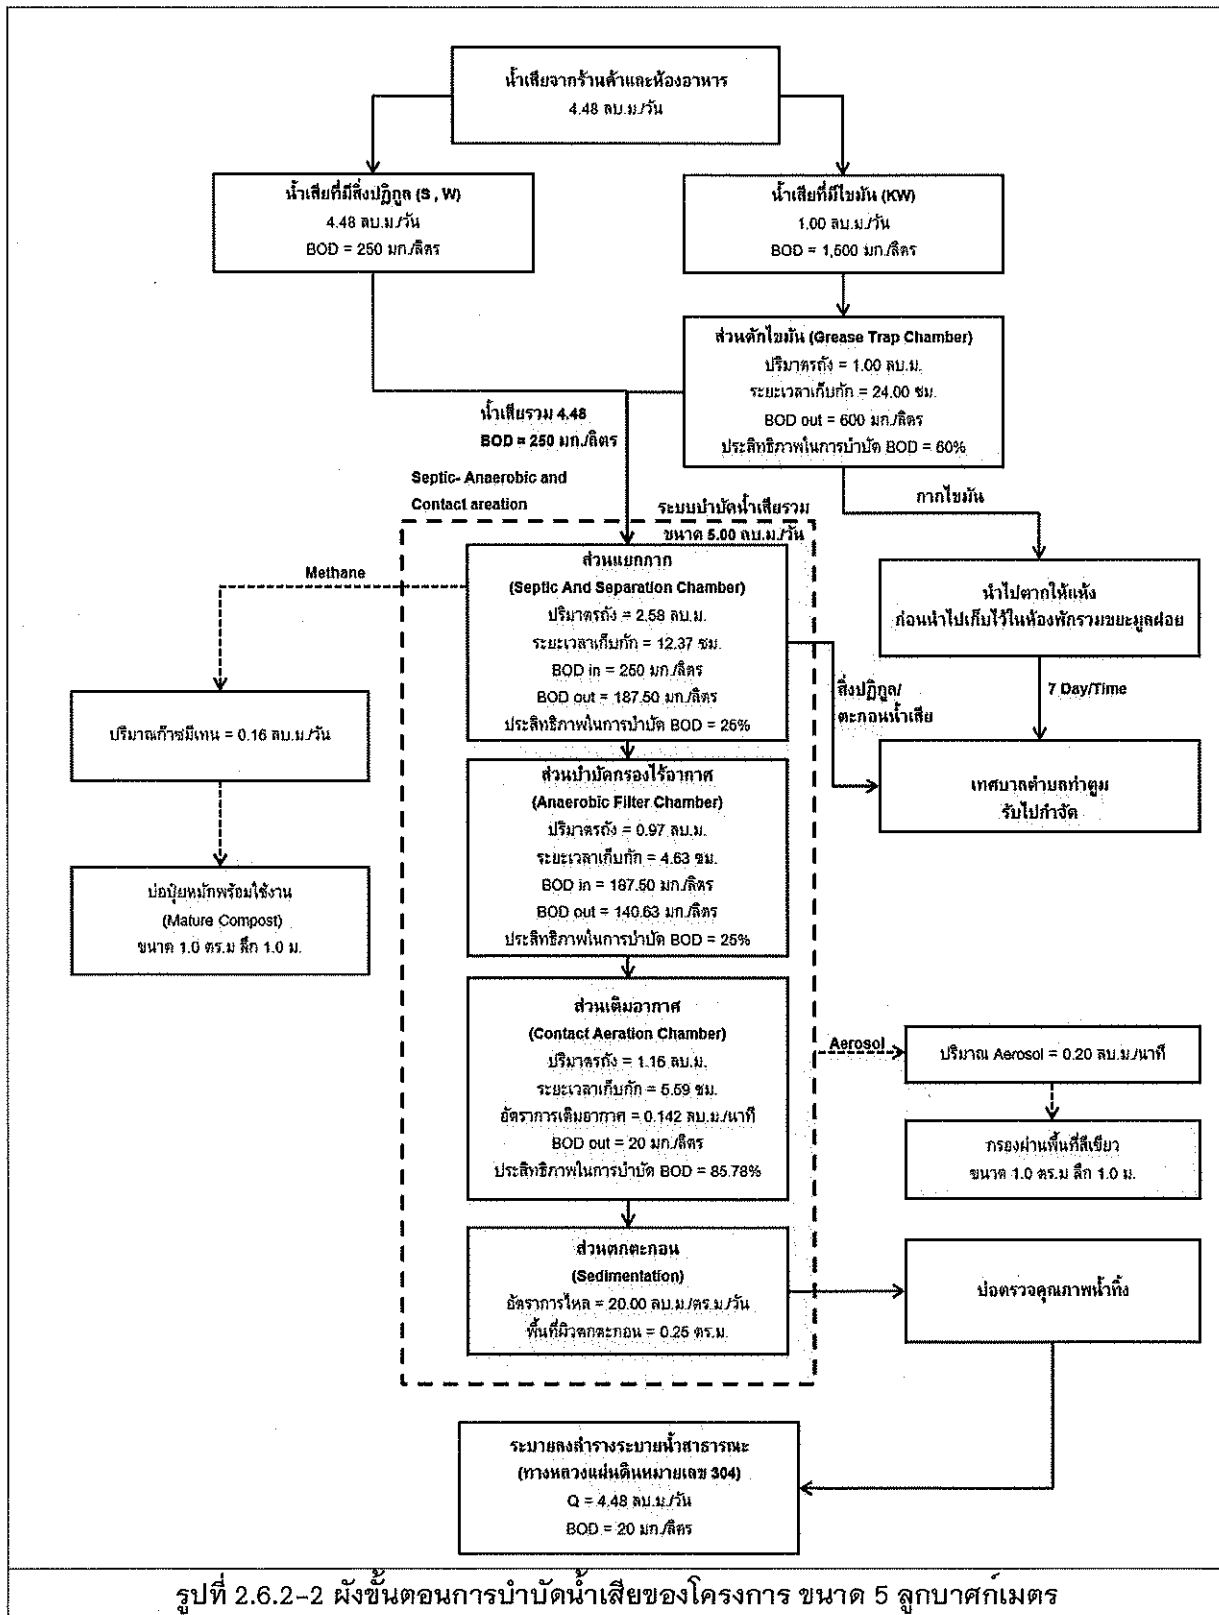 น้ำเสียจากร้านค้าและห้องอาหาร
4.48 ลบ.ม./วัน
น้ำเสียที่มีสิ่งปฏิกูล (S , W)
4.48 ลบ.ม./วัน
BOD = 250 มก./ลิตร
น้ำเสียที่มีไขมัน (KW)
1.00 ลบ.ม./วัน
BOD = 1,500 มก./ลิตร
ส่วนดักไขมัน (Grease Trap Chamber)
ปริมาตรถัง = 1.00 ลบ.ม.
ระยะเวลาเก็บกัก = 24.00 ชม.
BOD out = 600 มก./ลิตร
ประสิทธิภาพในการบำบัด BOD = 60%
น้ำเสียรวม 4.48
BOD = 250 มก./ลิตร
Septic- Anaerobic and
Contact areation
ระบบบำบัดน้ำเสียรวม
ขนาด 5.00 ลบ.ม./วัน
กากไขมัน
นำไปตากให้แห้ง
ก่อนนำไปเก็บไว้ในห้องพักรวมขยะมูลฝอย
7 Day/Time
เทศบาลตำบลท่าตูม
รับไปกำจัด
ส่วนแยกกาก
(Septic And Separation Chamber)
ปริมาตรถัง = 2.58 ลบ.ม.
ระยะเวลาเก็บกัก = 12.37 ชม.
BOD in = 250 มก./ลิตร
BOD out = 187.50 มก./ลิตร
ประสิทธิภาพในการบำบัด BOD = 25%
สิ่งปฏิกูล/
ตะกอนน้ำเสีย
Methane
ปริมาณก๊าซมีเทน = 0.16 ลบ.ม./วัน
บ่อปุ๋ยหมักพร้อมใช้งาน
(Mature Compost)
ขนาด 1.0 ตร.ม ลึก 1.0 ม.
ส่วนบำบัดกรองไร้อากาศ
(Anaerobic Filter Chamber)
ปริมาตรถัง = 0.97 ลบ.ม.
ระยะเวลาเก็บกัก = 4.63 ชม.
BOD in = 187.50 มก./ลิตร
BOD out = 140.63 มก./ลิตร
ประสิทธิภาพในการบำบัด BOD = 25%
ส่วนเติมอากาศ
(Contact Aeration Chamber)
ปริมาตรถัง = 1.16 ลบ.ม.
ระยะเวลาเก็บกัก = 5.59 ชม.
อัตราการเติมอากาศ = 0.142 ลบ.ม./นาที
BOD out = 20 มก./ลิตร
ประสิทธิภาพในการบำบัด BOD = 85.78%
Aerosol
ปริมาณ Aerosol = 0.20 ลบ.ม./นาที
กรองผ่านพื้นที่สีเขียว
ขนาด 1.0 ตร.ม ลึก 1.0 ม.
ส่วนตกตะกอน
(Sedimentation)
อัตราการไหล = 20.00 ลบ.ม./ตร.ม./วัน
พื้นที่ผิวตกตะกอน = 0.25 ตร.ม.
บ่อตรวจคุณภาพน้ำทิ้ง
ระบายลงลำรางระบายน้ำสาธารณะ
(ทางหลวงแผ่นดินหมายเลข 304)
Q = 4.48 ลบ.ม./วัน
BOD = 20 มก./ลิตร
รูปที่ 2.6.2-2 ผังขั้นตอนการบำบัดน้ำเสียของโครงการ ขนาด 5 ลูกบาศก์เมตร